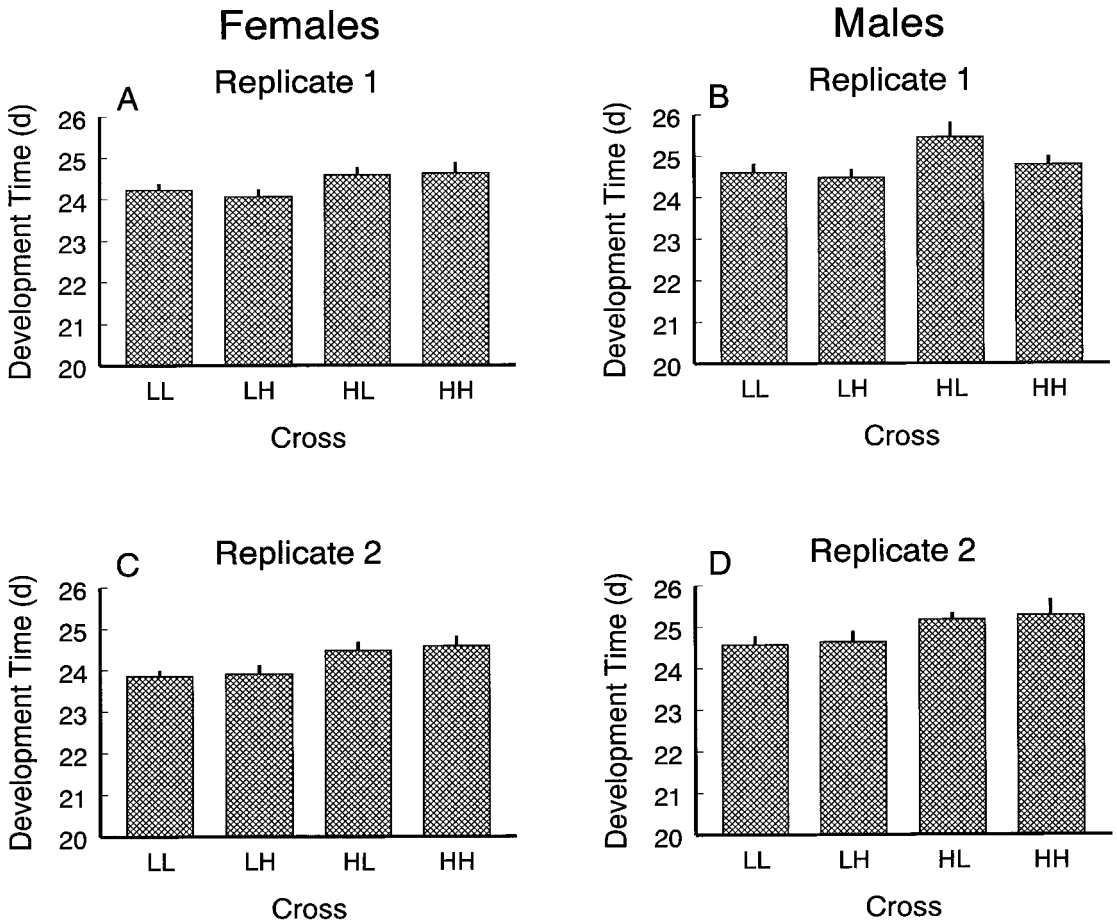 Females
Males
A
Replicate 1
Development Time (d)
26
25
24
23
22
21
20
LL LH HL HH
Cross
B
Replicate 1
Development Time (d)
26
25
24
23
22
21
20
LL LH HL HH
Cross
C
Replicate 2
Development Time (d)
26
25
24
23
22
21
20
LL LH HL HH
Cross
D
Replicate 2
Development Time (d)
26
25
24
23
22
21
20
LL LH HL HH
Cross